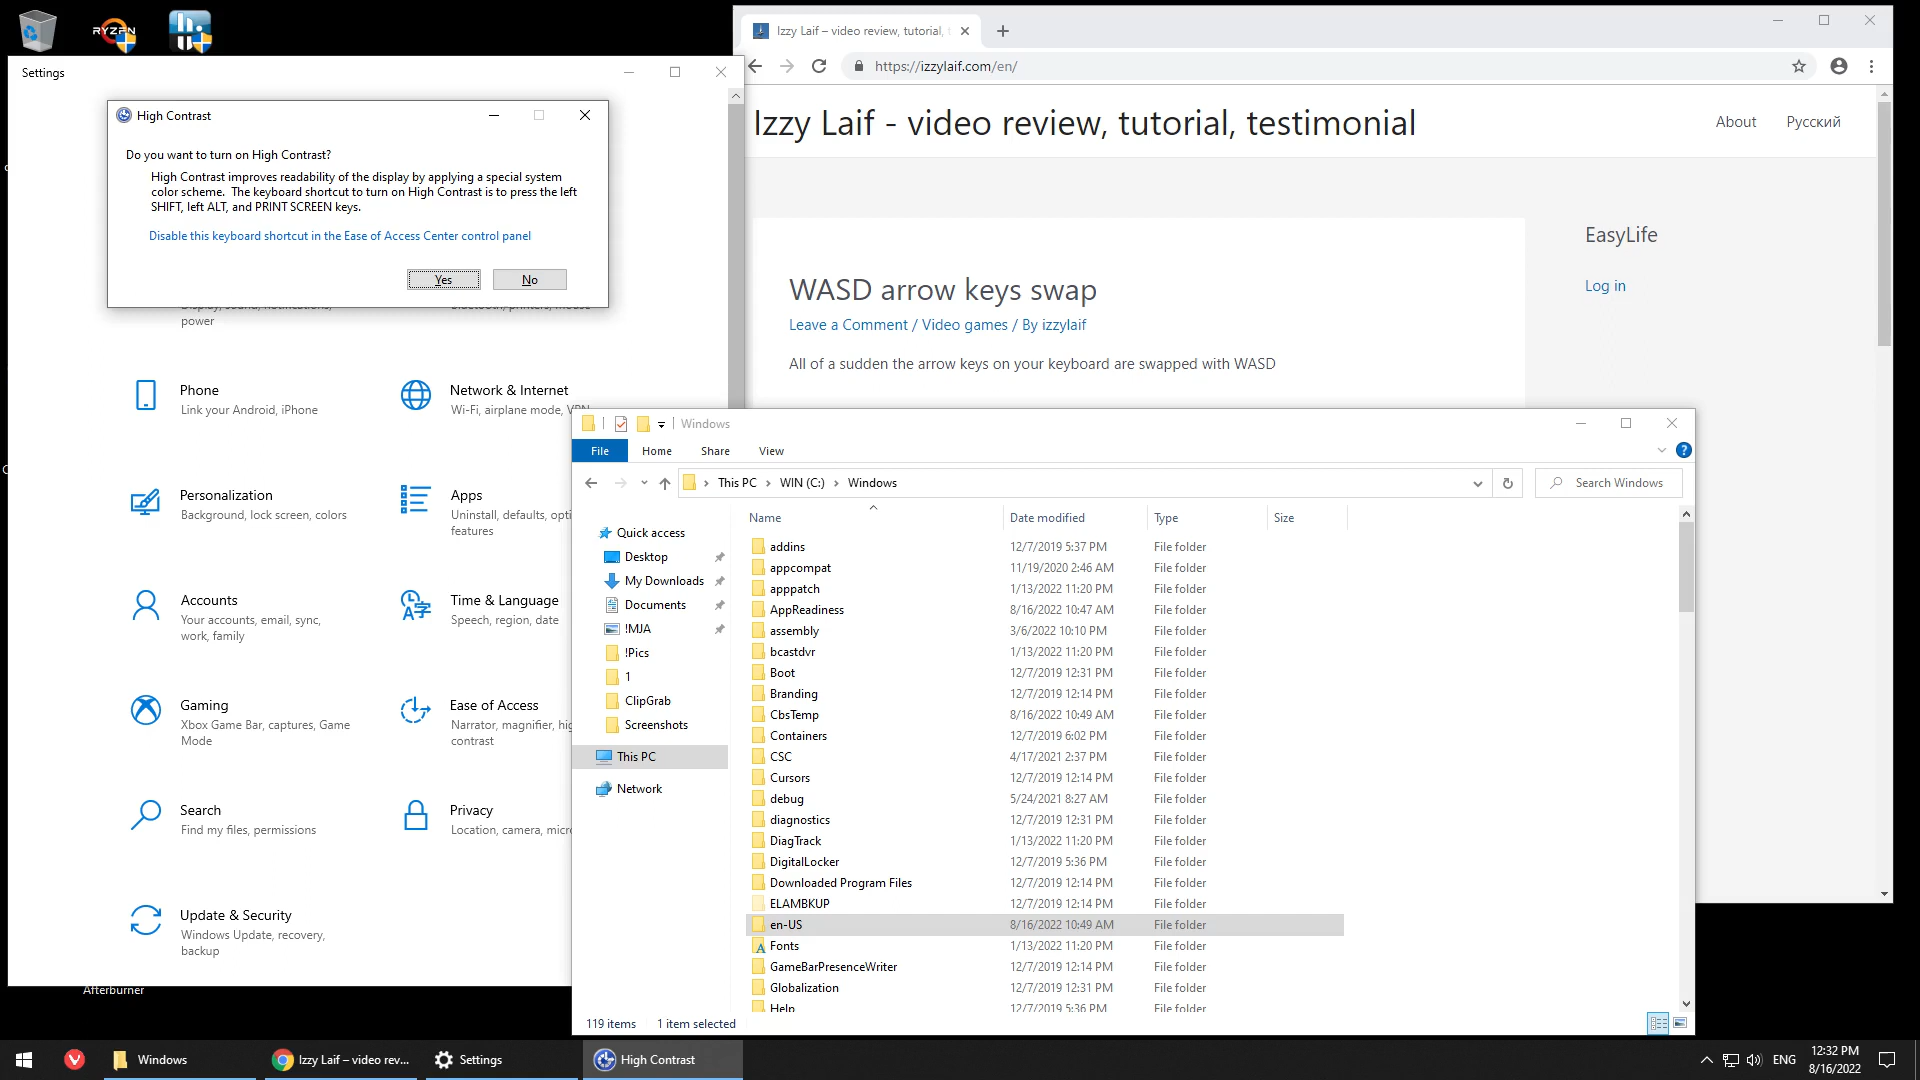 RYZEN
Settings
High Contrast
Do you want to turn on High Contrast?
High Contrast improves readability of the display by applying a special system
color scheme.  The keyboard shortcut to turn on High Contrast is to press the left
SHIFT, left ALT, and PRINT SCREEN keys.
Disable this keyboard shortcut in the Ease of Access Center control panel
Yes
No
power
Phone
Link your Android, iPhone
Network & Internet
Wi-Fi, airplane mode, VPN
Personalization
Background, lock screen, colors
Apps
Uninstall, defaults,
features
Accounts
Your accounts, email, sync,
work, family
Time & Language
Speech, region, date
Gaming
Xbox Game Bar, captures, Game
Mode
Ease of Access
Narrator, magnifier,
contrast
Search
Find my files, permissions
Privacy
Location, camera,
Update & Security
Windows Update, recovery,
backup
Afterburner
Izzy Laif – video review, tutorial,
https://izzylaif.com/en/
Izzy Laif - video review, tutorial, testimonial
About
Русский
EasyLife
Log in
WASD arrow keys swap
Leave a Comment / Video games / By izzylaif
All of a sudden the arrow keys on your keyboard are swapped with WASD
Windows
File
Home
Share
View
This PC
WIN (C:)
Windows
Search Windows
Quick access
Desktop
My Downloads
Documents
!MJA
!Pics
1
ClipGrab
Screenshots
This PC
Network
Name Date modified Type Size
addins 12/7/2019 5:37 PM File folder
appcompat 11/19/2020 2:46 AM File folder
apppatch 1/13/2022 11:20 PM File folder
AppReadiness 8/16/2022 10:47 AM File folder
assembly 3/6/2022 10:10 PM File folder
bcastdvr 1/13/2022 11:20 PM File folder
Boot 12/7/2019 12:31 PM File folder
Branding 12/7/2019 12:14 PM File folder
CbsTemp 8/16/2022 10:49 AM File folder
Containers 12/7/2019 6:02 PM File folder
CSC 4/17/2021 2:37 PM File folder
Cursors 12/7/2019 12:14 PM File folder
debug 5/24/2021 8:27 AM File folder
diagnostics 12/7/2019 12:31 PM File folder
DiagTrack 1/13/2022 11:20 PM File folder
DigitalLocker 12/7/2019 5:36 PM File folder
Downloaded Program Files 12/7/2019 12:14 PM File folder
ELAMBKUP 12/7/2019 12:14 PM File folder
en-US 8/16/2022 10:49 AM File folder
Fonts 1/13/2022 11:20 PM File folder
GameBarPresenceWriter 12/7/2019 12:14 PM File folder
Globalization 12/7/2019 12:31 PM File folder
Help 12/7/2019 5:36 PM File folder
119 items
1 item selected
Windows
Izzy Laif – video rev...
Settings
High Contrast
ENG
12:32 PM
8/16/2022